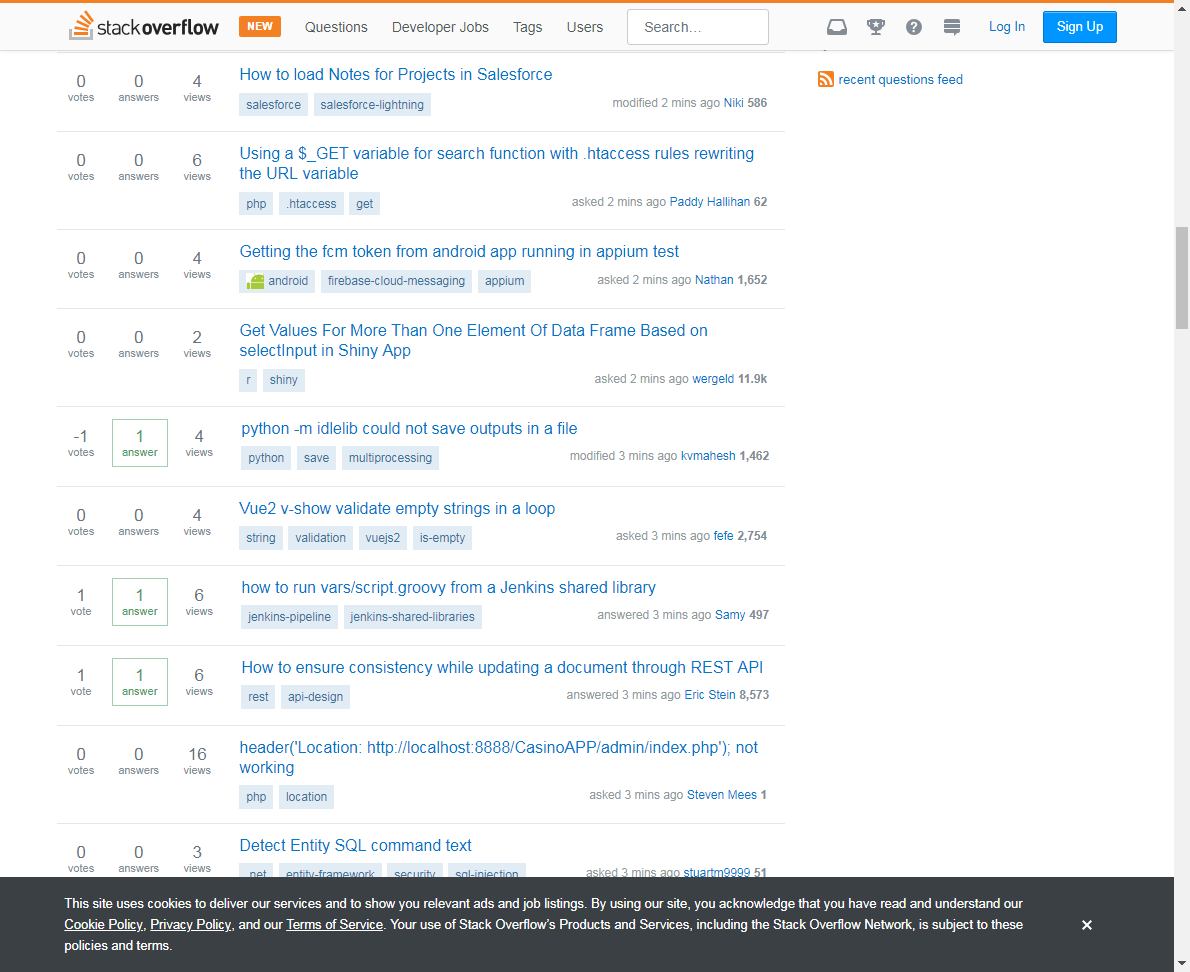 stackoverflow NEW Questions Developer Jobs Tags Users Search... Log In Sign Up
0 votes 0 answers 4 views
How to load Notes for Projects in Salesforce
salesforce salesforce-lightning
modified 2 mins ago Niki 586
recent questions feed
0 votes 0 answers 6 views
Using a $_GET variable for search function with .htaccess rules rewriting
the URL variable
php .htaccess get
asked 2 mins ago Paddy Hallihan 62
0 votes 0 answers 4 views
Getting the fcm token from android app running in appium test
android firebase-cloud-messaging appium
asked 2 mins ago Nathan 1,652
0 votes 0 answers 2 views
Get Values For More Than One Element Of Data Frame Based on
selectInput in Shiny App
r shiny
asked 2 mins ago wergeld 11.9k
-1 votes 1 answer 4 views
python -m idlelib could not save outputs in a file
python save multiprocessing
modified 3 mins ago kvmahesh 1,462
0 votes 0 answers 4 views
Vue2 v-show validate empty strings in a loop
string validation vuejs2 is-empty
asked 3 mins ago fefe 2,754
1 vote 1 answer 6 views
how to run vars/script.groovy from a Jenkins shared library
jenkins-pipeline jenkins-shared-libraries
answered 3 mins ago Samy 497
1 vote 1 answer 6 views
How to ensure consistency while updating a document through REST API
rest api-design
answered 3 mins ago Eric Stein 8,573
0 votes 0 answers 16 views
header('Location: http://localhost:8888/CasinoAPP/admin/index.php'); not
working
php location
asked 3 mins ago Steven Mees 1
0 votes 0 answers 3 views
Detect Entity SQL command text
.net entity-framework security sql-injection
asked 3 mins ago stuartm9999 51
This site uses cookies to deliver our services and to show you relevant ads and job listings. By using our site, you acknowledge that you have read and understand our
Cookie Policy, Privacy Policy, and our Terms of Service. Your use of Stack Overflow's Products and Services, including the Stack Overflow Network, is subject to these
policies and terms.